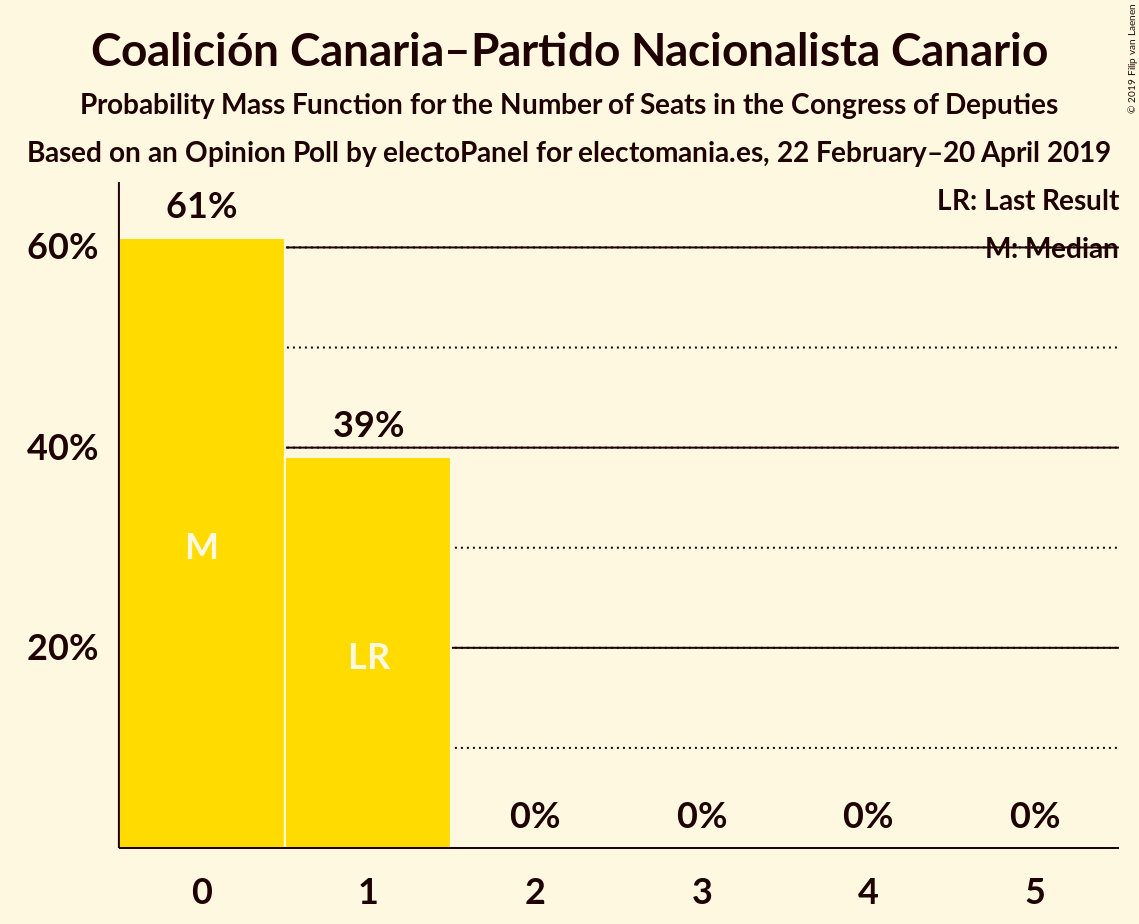 Coalición Canaria–Partido Nacionalista Canario
Probability Mass Function for the Number of Seats in the Congress of Deputies
Based on an Opinion Poll by electoPanel for electomania.es, 22 February–20 April 2019
© 2019 Filip van Laenen
LR: Last Result
M: Median
61%
60%
39%
40%
M
LR
20%
0% 0% 0% 0%
0 1 2 3 4 5